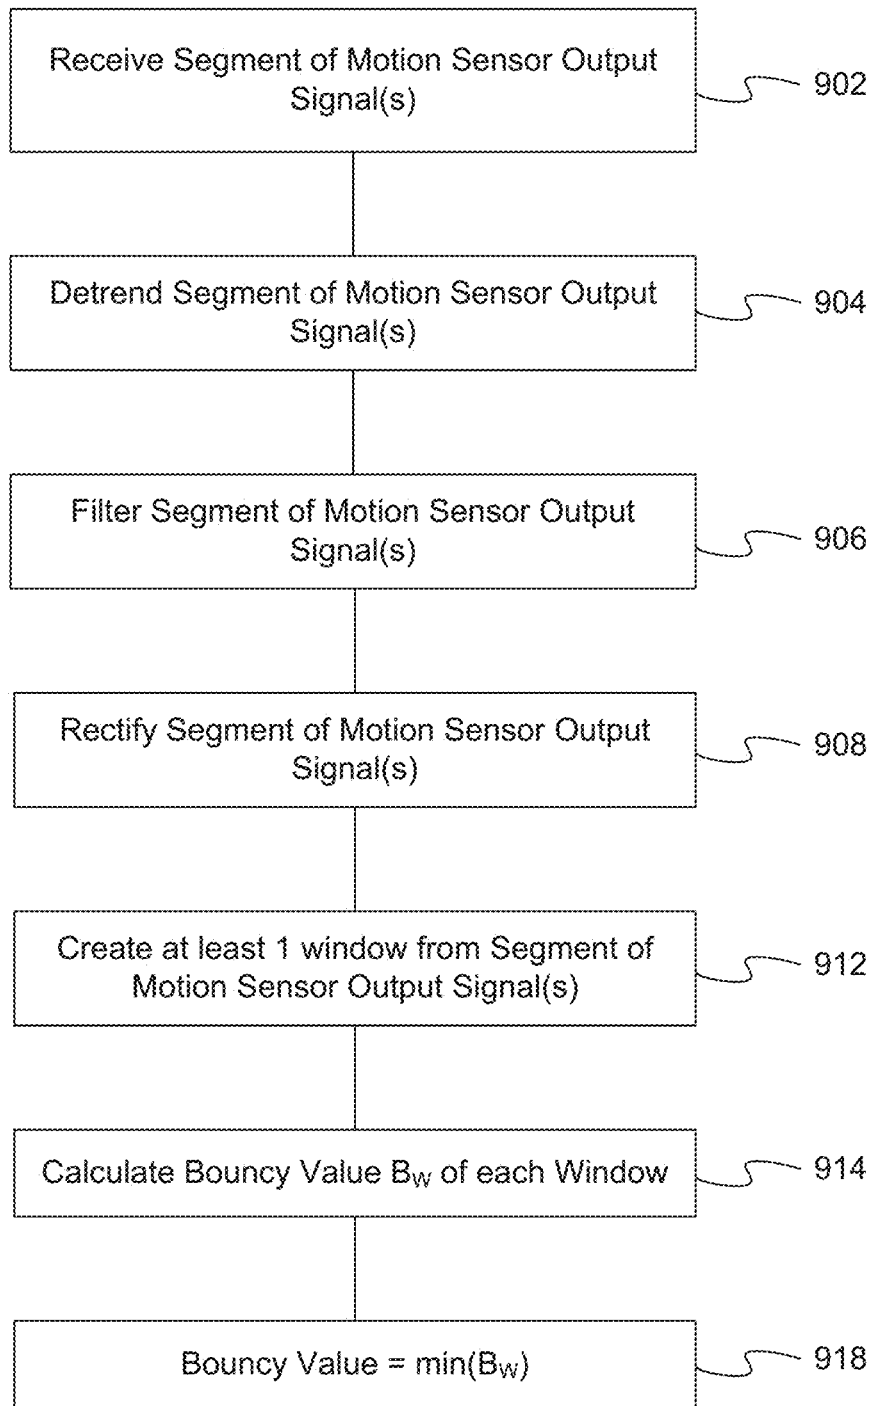 Receive Segment of Motion Sensor Output
Signal(s)
902
Detrend Segment of Motion Sensor Output
Signal(s)
904
Filter Segment of Motion Sensor Output
Signal(s)
906
Rectify Segment of Motion Sensor Output
Signal(s)
908
Create at least 1 window from Segment of
Motion Sensor Output Signal(s)
912
Calculate Bouncy Value BW of each Window
914
Bouncy Value = min(BW)
918